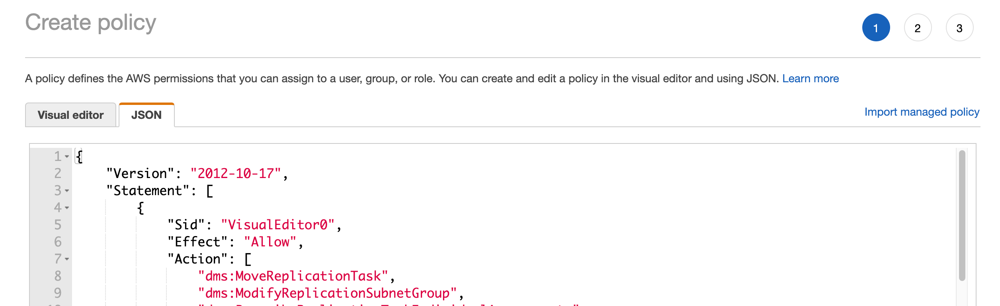 Create policy
1 2 3
A policy defines the AWS permissions that you can assign to a user, group, or role. You can create and edit a policy in the visual editor and using JSON. Learn more
Visual editor JSON
Import managed policy
1 {
2 "Version": "2012-10-17",
3 "Statement": [
4 {
5 "Sid": "VisualEditor0",
6 "Effect": "Allow",
7 "Action": [
8 "dms:MoveReplicationTask",
9 "dms:ModifyReplicationSubnetGroup",